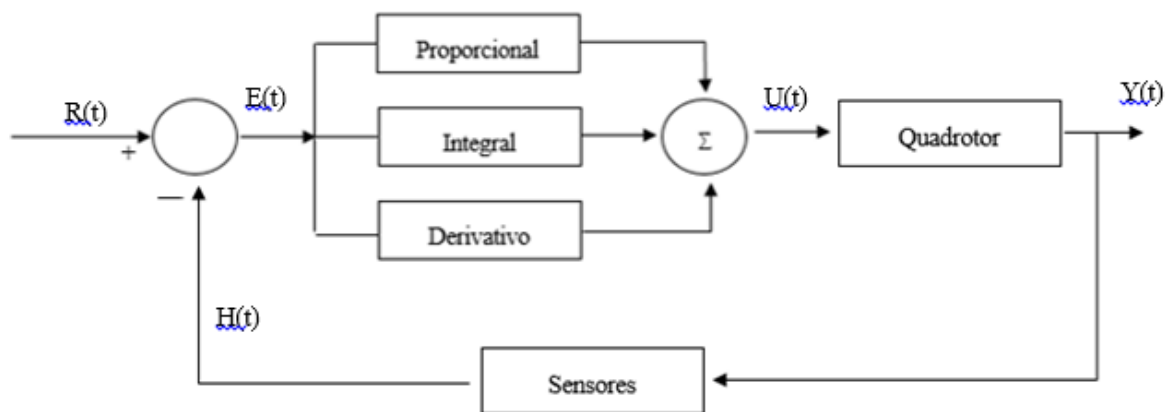 Proporcional
R(t)
E(t)
U(t)
Y(t)
+
Integral
Σ
Quadrotor
—
Derivativo
H(t)
Sensores